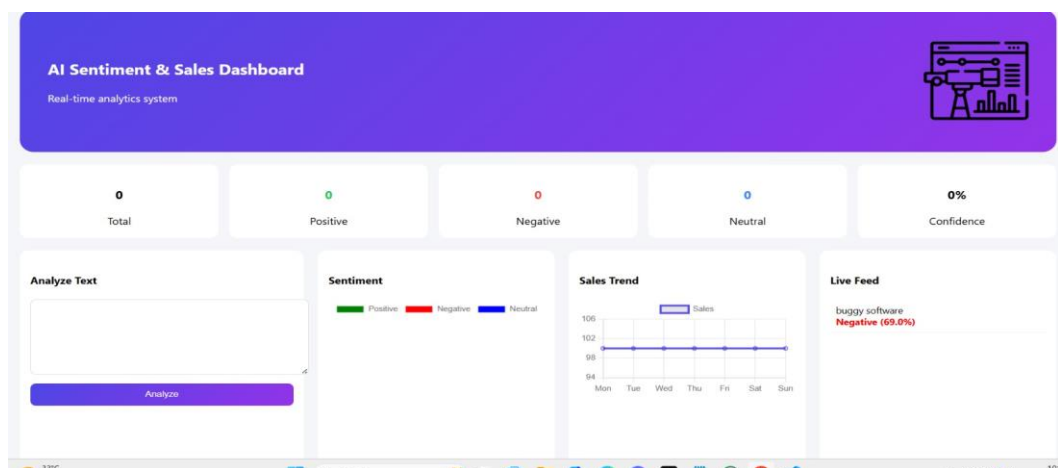 AI Sentiment & Sales Dashboard
Real-time analytics system
0
Total
0
Positive
0
Negative
0
Neutral
0%
Confidence
Analyze Text
Analyze
Sentiment
Positive Negative Neutral
Sales Trend
Sales
106
102
98
94
Mon Tue Wed Thu Fri Sat Sun
Live Feed
buggy software
Negative (69.0%)